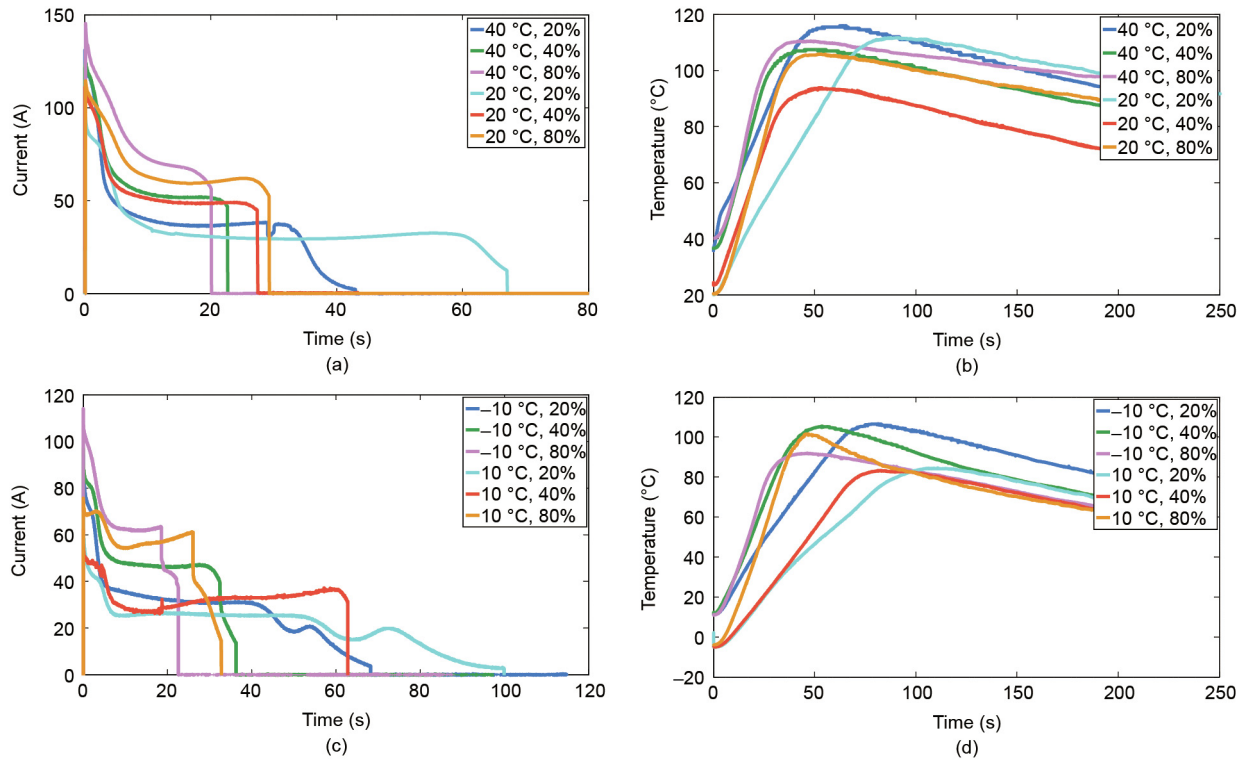 150
100
50
0
0 20 40 60 80
Current (A)
Time (s)
40 °C, 20%
40 °C, 40%
40 °C, 80%
20 °C, 20%
20 °C, 40%
20 °C, 80%
(a)
120
100
80
60
40
20
0 50 100 150 200 250
Temperature (°C)
Time (s)
40 °C, 20%
40 °C, 40%
40 °C, 80%
20 °C, 20%
20 °C, 40%
20 °C, 80%
(b)
120
100
80
60
40
20
0
0 20 40 60 80 100 120
Current (A)
Time (s)
–10 °C, 20%
–10 °C, 40%
–10 °C, 80%
10 °C, 20%
10 °C, 40%
10 °C, 80%
(c)
120
100
80
60
40
20
0
–20
0 50 100 150 200 250
Temperature (°C)
Time (s)
–10 °C, 20%
–10 °C, 40%
–10 °C, 80%
10 °C, 20%
10 °C, 40%
10 °C, 80%
(d)